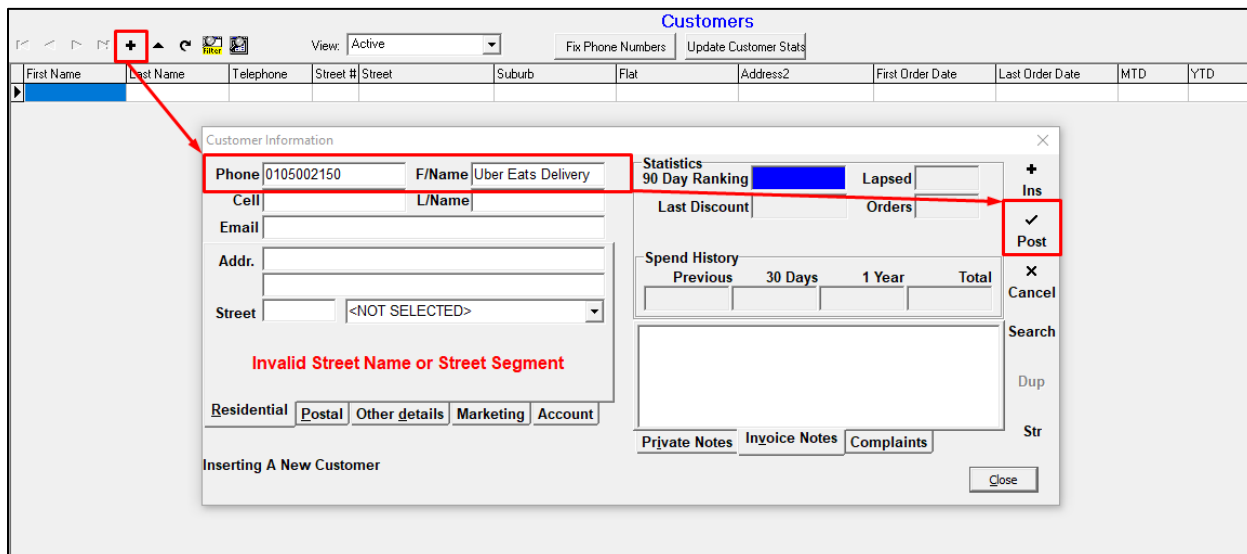 Customers
Filter View: Active Fix Phone Numbers Update Customer Stats
First Name Last Name Telephone Street # Street Suburb Flat Address2 First Order Date Last Order Date MTD YTD
Customer Information
Phone 0105002150 F/Name Uber Eats Delivery
Cell L/Name
Email
Addr.
Street <NOT SELECTED>
Invalid Street Name or Street Segment
Residential Postal Other details Marketing Account
Inserting A New Customer
Statistics
90 Day Ranking Lapsed
Last Discount Orders
Spend History
Previous 30 Days 1 Year Total
Private Notes Invoice Notes Complaints
Ins
Post
Cancel
Search
Dup
Str
Close